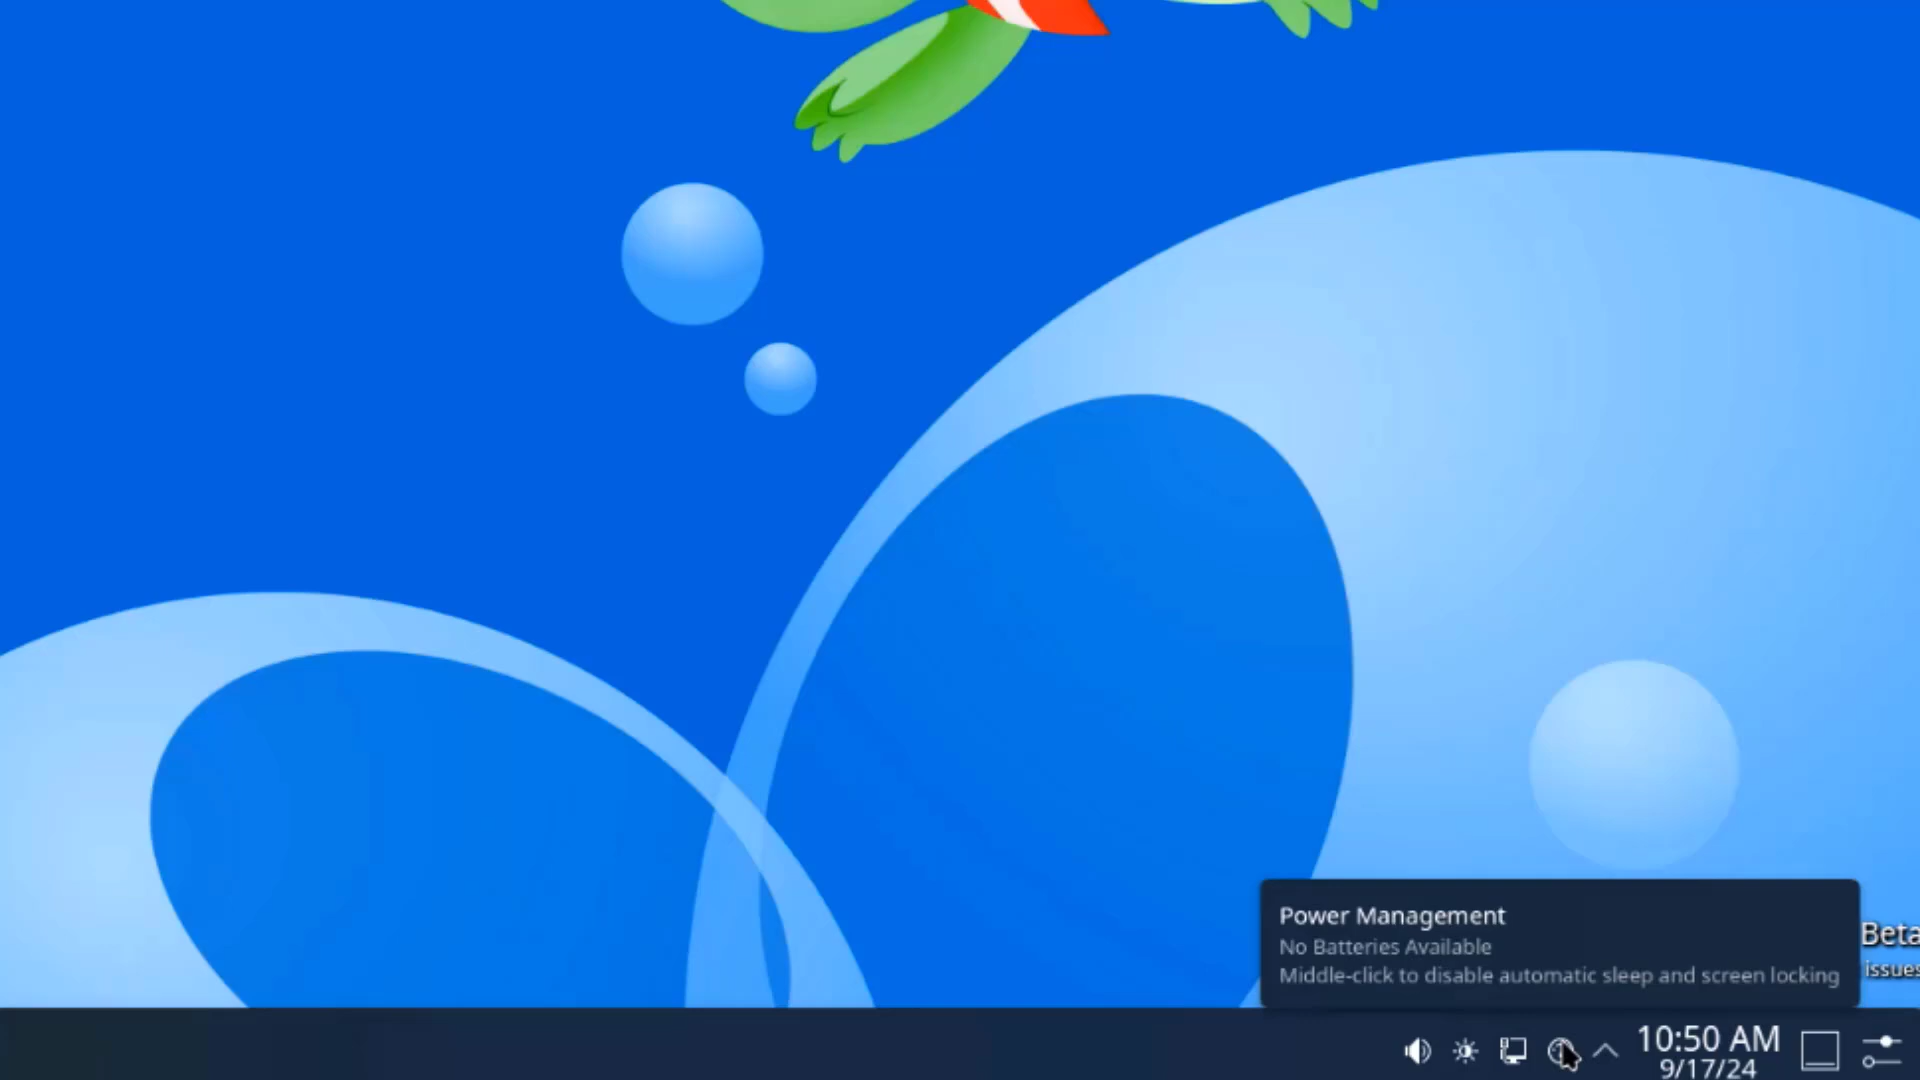 Power Management
No Batteries Available
Middle-click to disable automatic sleep and screen locking
Beta
issues
10:50 AM
9/17/24